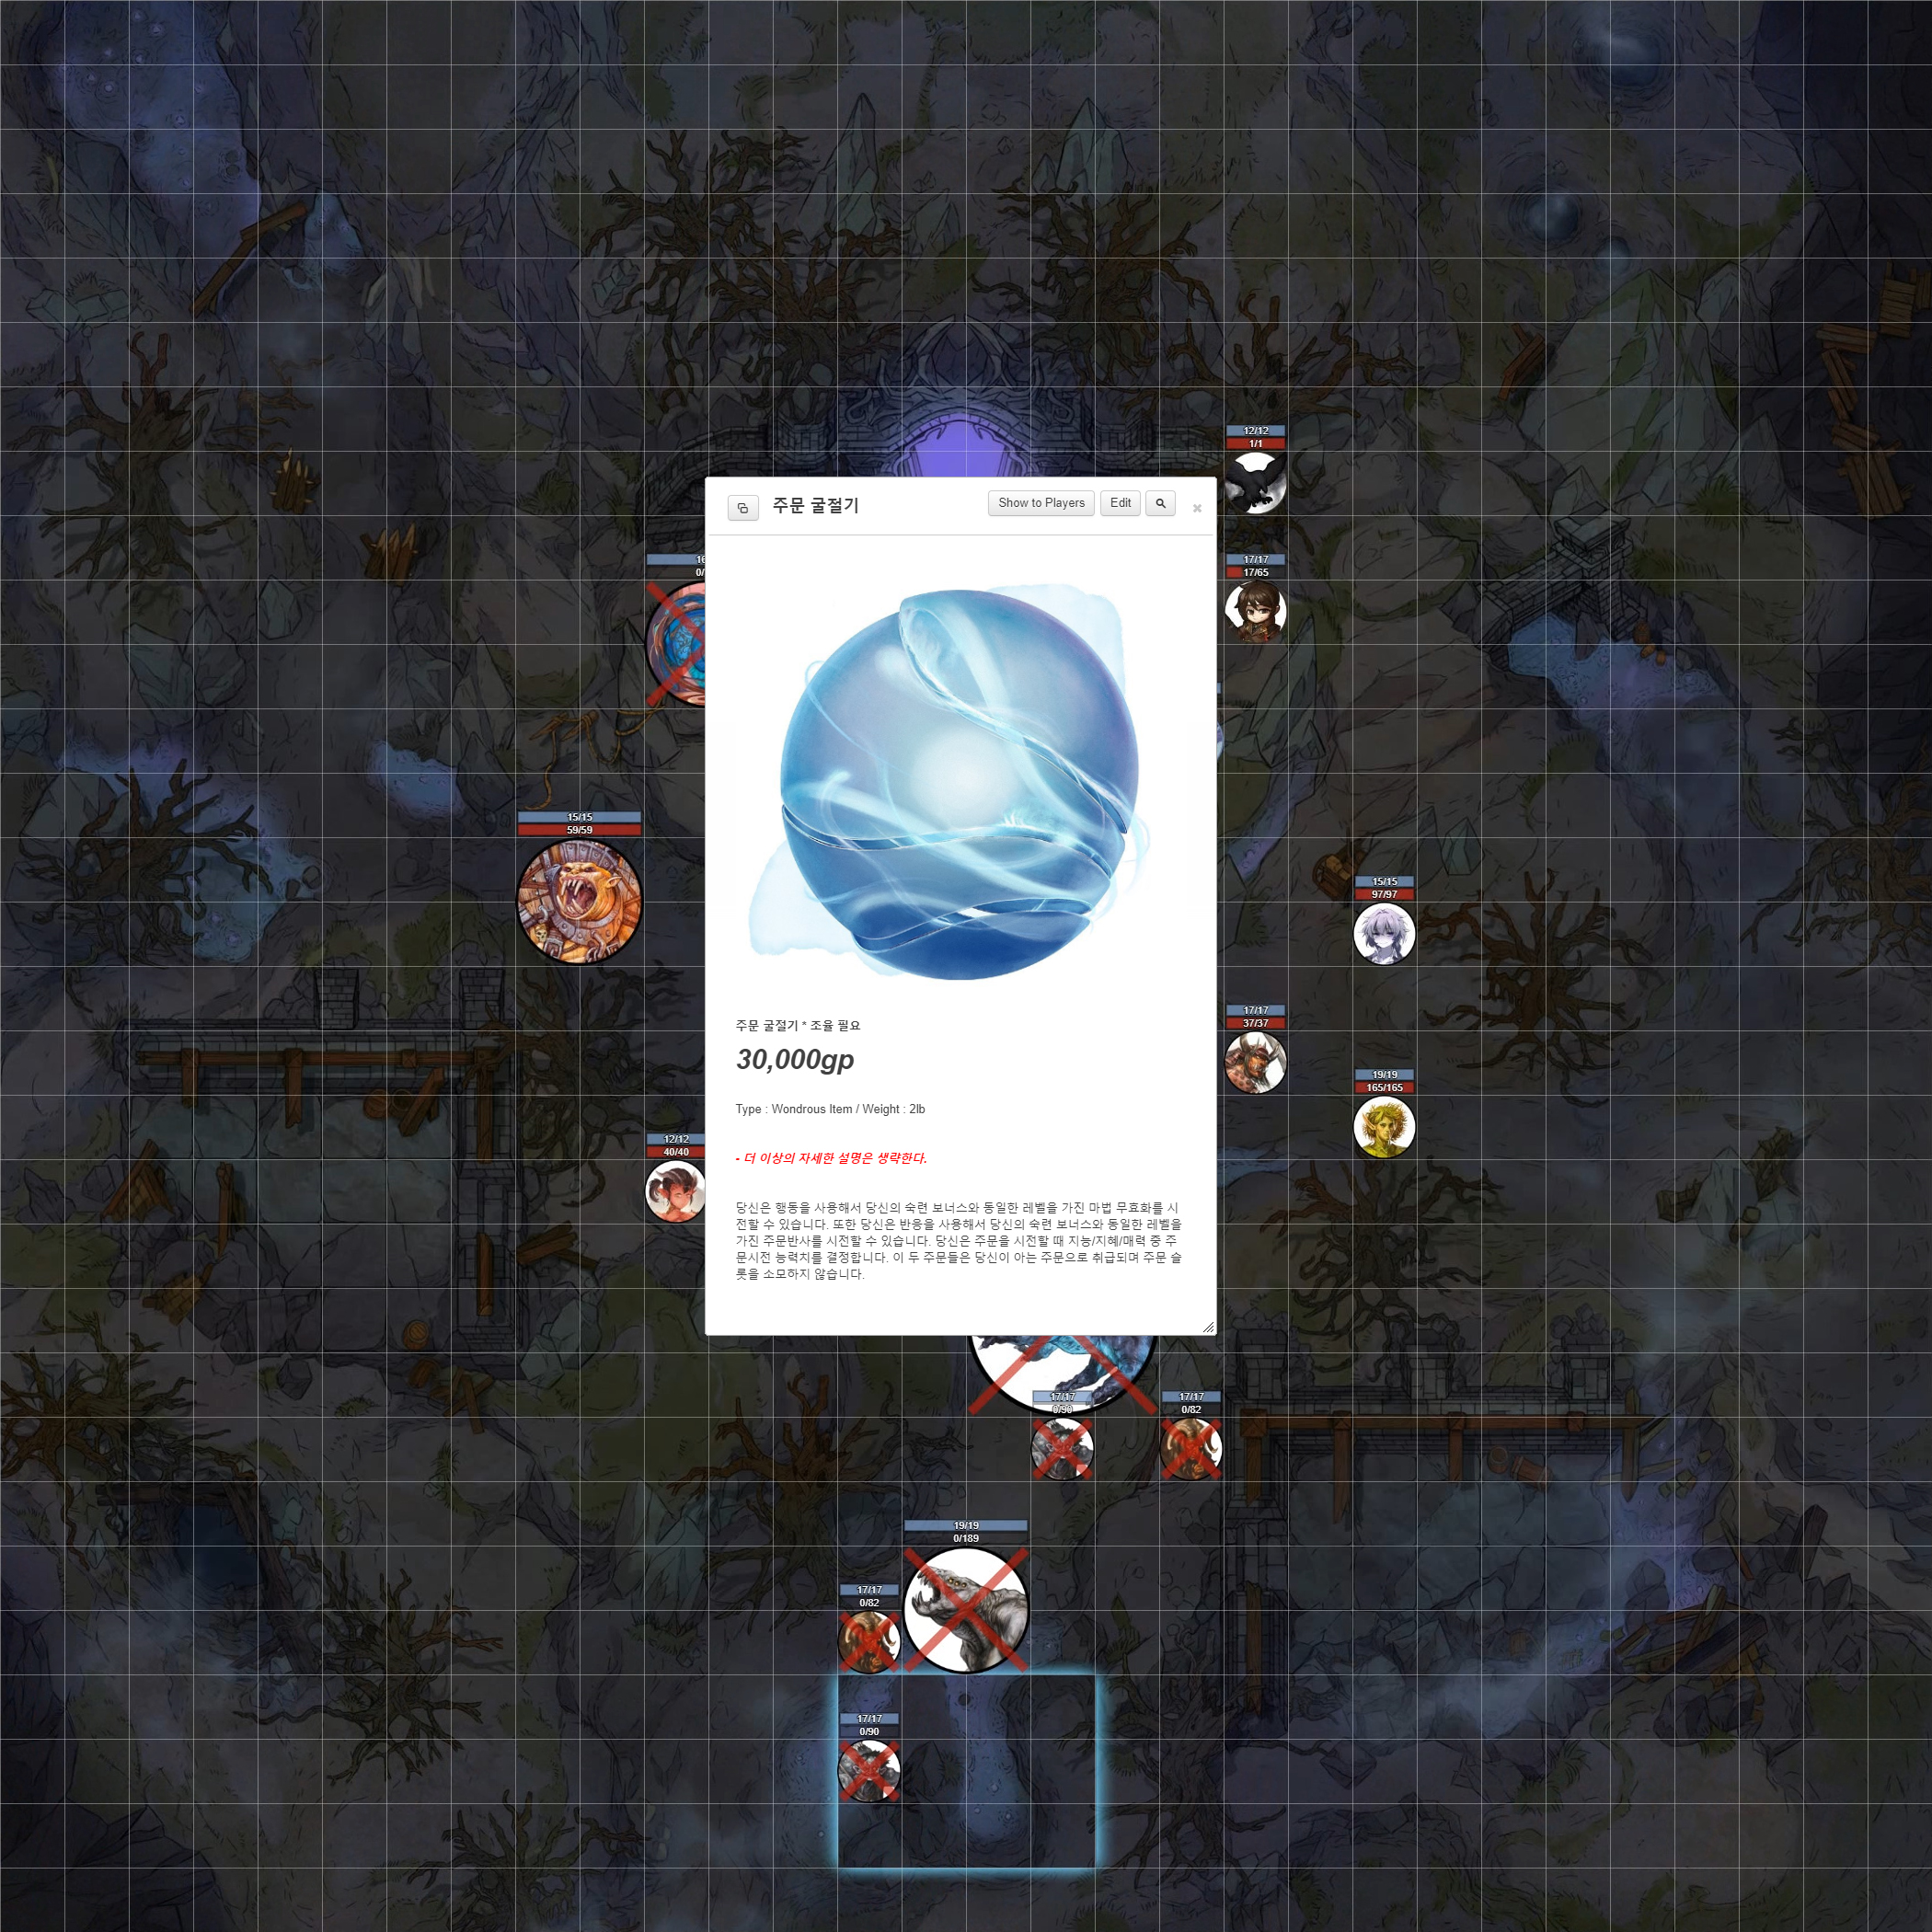 12/12
1/1
주문 굴절기
Show to Players
Edit
17/17
17/65
15/15
59/59
15/15
97/97
주문 굴절기 * 조율 필요
17/17
37/37
30,000gp
19/19
165/165
Type : Wondrous Item / Weight : 2lb
12/12
40/40
- 더 이상의 자세한 설명은 생략한다.
당신은 행동을 사용해서 당신의 숙련 보너스와 동일한 레벨을 가진 마법 무효화를 시
전할 수 있습니다. 또한 당신은 반응을 사용해서 당신의 숙련 보너스와 동일한 레벨을
가진 주문반사를 시전할 수 있습니다. 당신은 주문을 시전할 때 지능/지혜/매력 중 주
문시전 능력치를 결정합니다. 이 두 주문들은 당신이 아는 주문으로 취급되며 주문 슬
롯을 소모하지 않습니다.
17/17
0/90
17/17
0/82
19/19
0/189
17/17
0/82
17/17
0/90